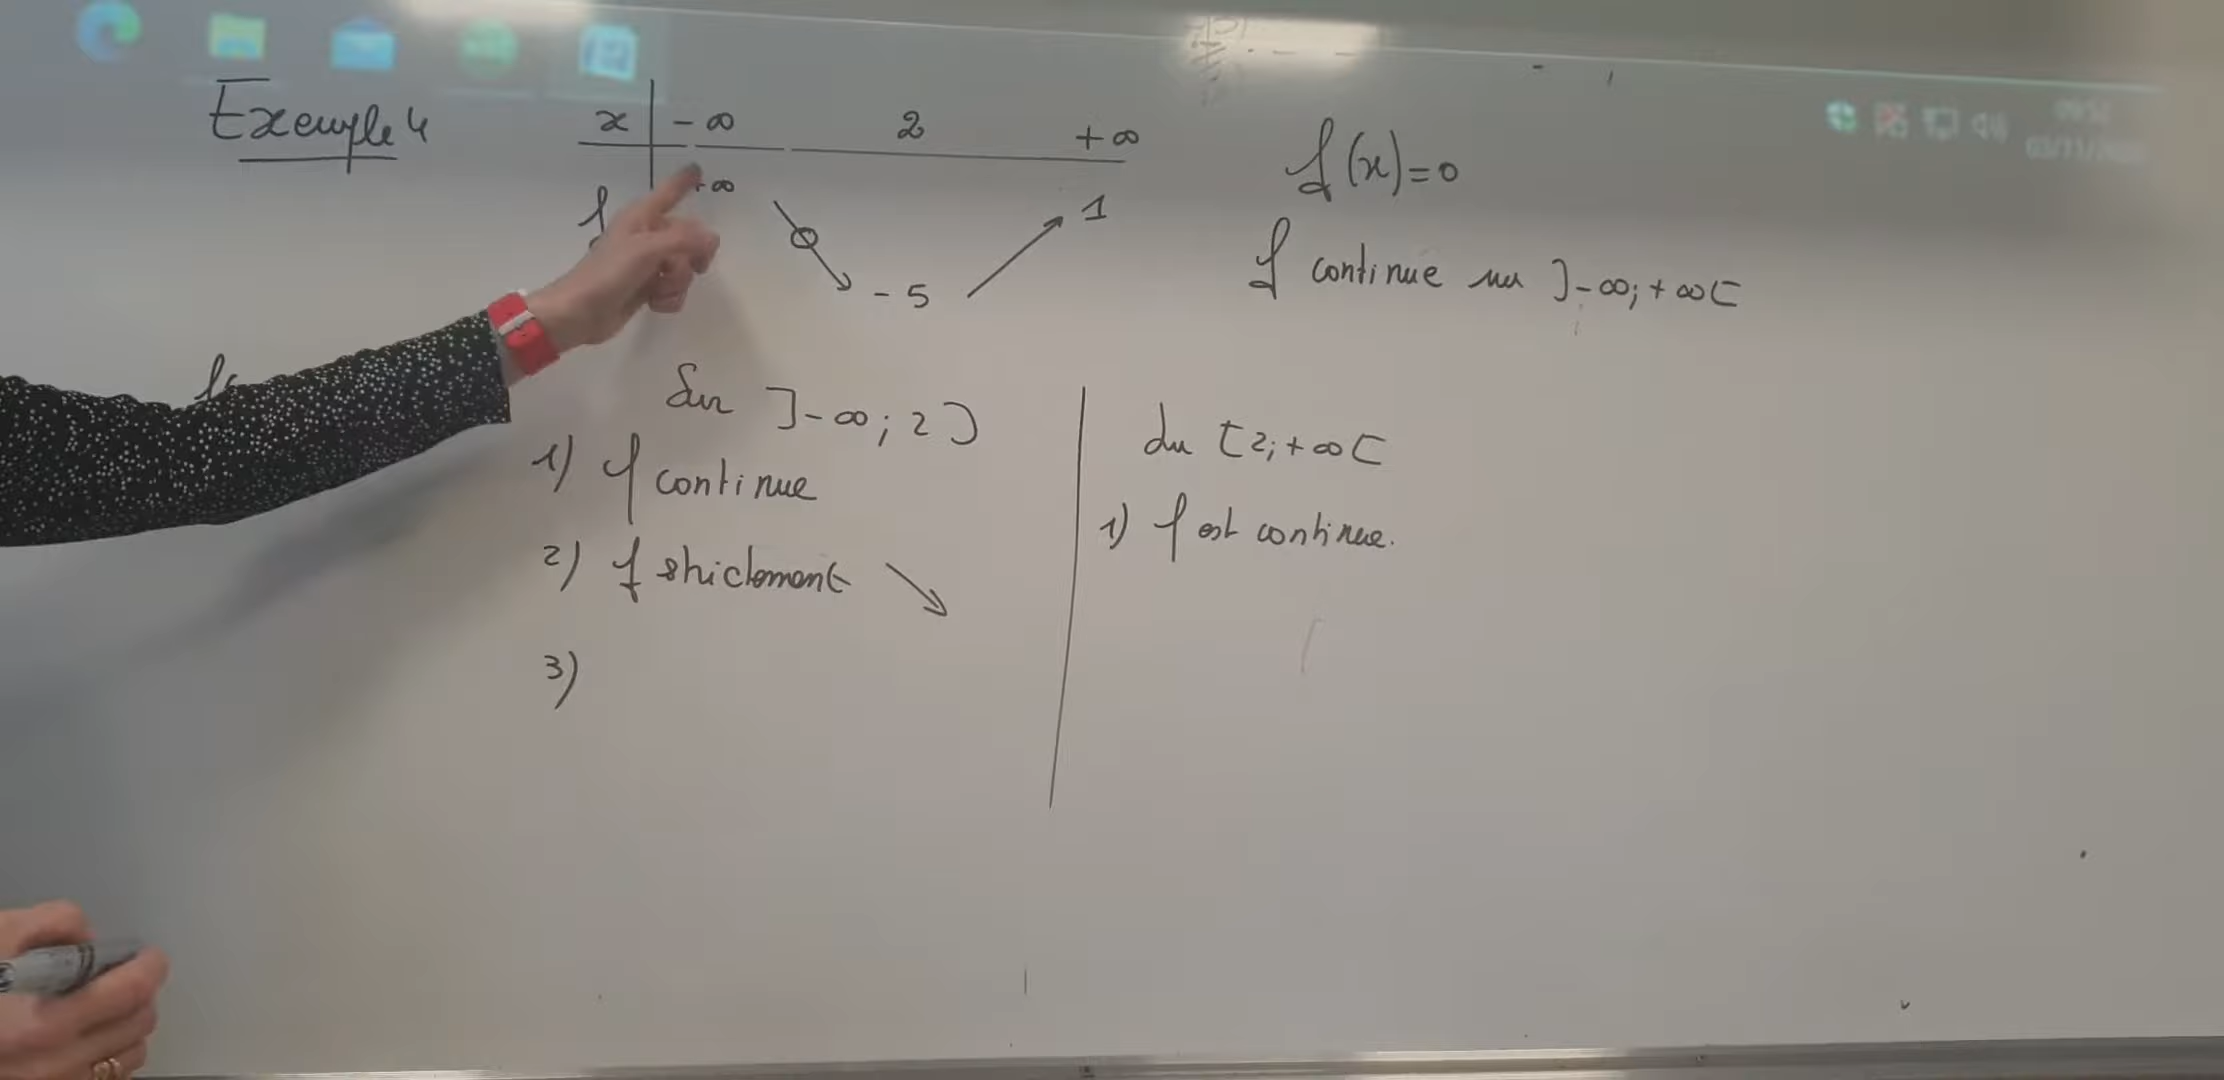 Exemple 4
x -∞ 2 +∞
f +∞ 0 -5 1
f(x)=0
f continue sur ]-∞;+∞[
Sur ]-∞;2]
1) f continue
2) f strictement ↘
3)
Sur [2;+∞[
1) f est continue.